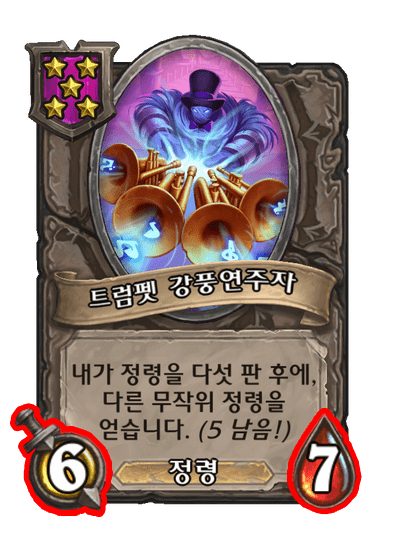 트럼펫 강풍연주자
내가 정령을 다섯 판 후에,
다른 무작위 정령을
얻습니다. (5 남음!)
6
정령
7